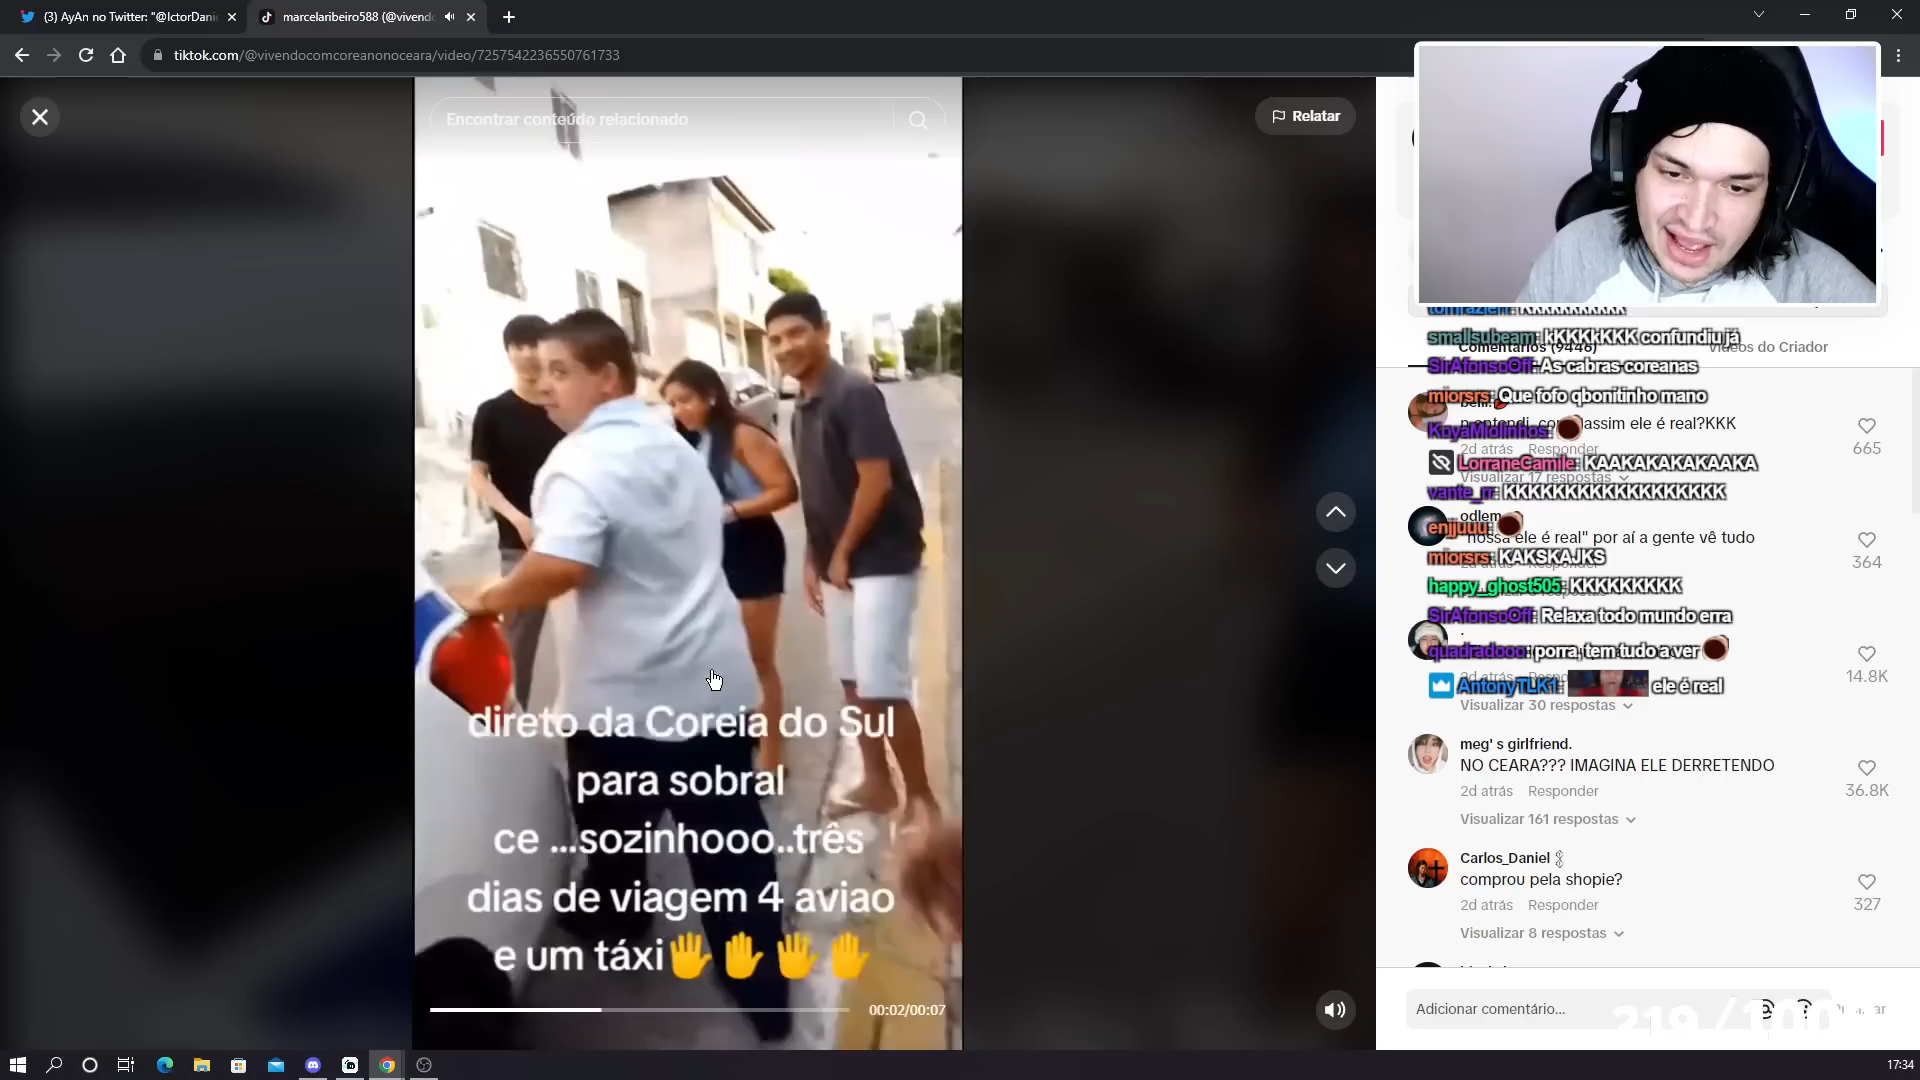 (3) AyAn no Twitter: "@IctorDani
marcelaribeiro588 (@vivendo
tiktok.com/@vivendocomcoreanonoceara/video/7257542236550761733
Encontrar conteúdo relacionado
Relatar
direto da Coreia do Sul
para sobral
ce ...sozinhooo..três
dias de viagem 4 aviao
e um táxi🖐✋🖐✋
00:02/00:07
smallsubeam: kKKKkKKK confundiu já
Comentários (9446)
Vídeos do Criador
SirAfonsoOff: As cabras coreanas
miorsrs: Que fofo qbonitinho mano
assim ele é real?KKK
665
KoyaMiolinhos:
2d atrás Responder
LorraneCamile: KAAKAKAKAKAAKA
Visualizar 17 respostas
vante_rr: KKKKKKKKKKKKKKKKKK
odlem
enjjuuu:
"nossa ele é real" por aí a gente vê tudo
364
miorsrs: KAKSKAJKS
happy_ghost505: KKKKKKKKK
SirAfonsoOff: Relaxa todo mundo erra
quadradooo: porra, tem tudo a ver
14.8K
AntonyTLK1: ele é real
Visualizar 30 respostas
meg' s girlfriend.
NO CEARA??? IMAGINA ELE DERRETENDO
36.8K
2d atrás Responder
Visualizar 161 respostas
Carlos_Daniel
comprou pela shopie?
327
2d atrás Responder
Visualizar 8 respostas
Adicionar comentário...
17:34